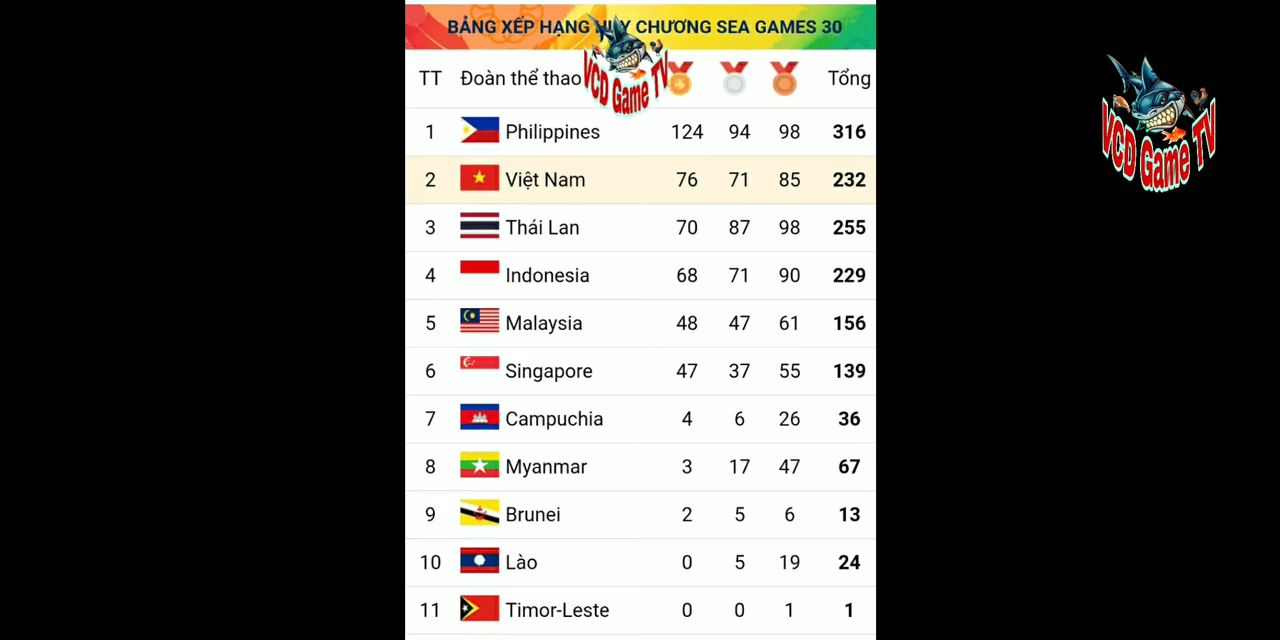 BẢNG XẾP HẠNG HUY CHƯƠNG SEA GAMES 30
TT Đoàn thể thao Tổng
VCD Game TV
VCD Game TV
1 Philippines 124 94 98 316
2 Việt Nam 76 71 85 232
3 Thái Lan 70 87 98 255
4 Indonesia 68 71 90 229
5 Malaysia 48 47 61 156
6 Singapore 47 37 55 139
7 Campuchia 4 6 26 36
8 Myanmar 3 17 47 67
9 Brunei 2 5 6 13
10 Lào 0 5 19 24
11 Timor-Leste 0 0 1 1